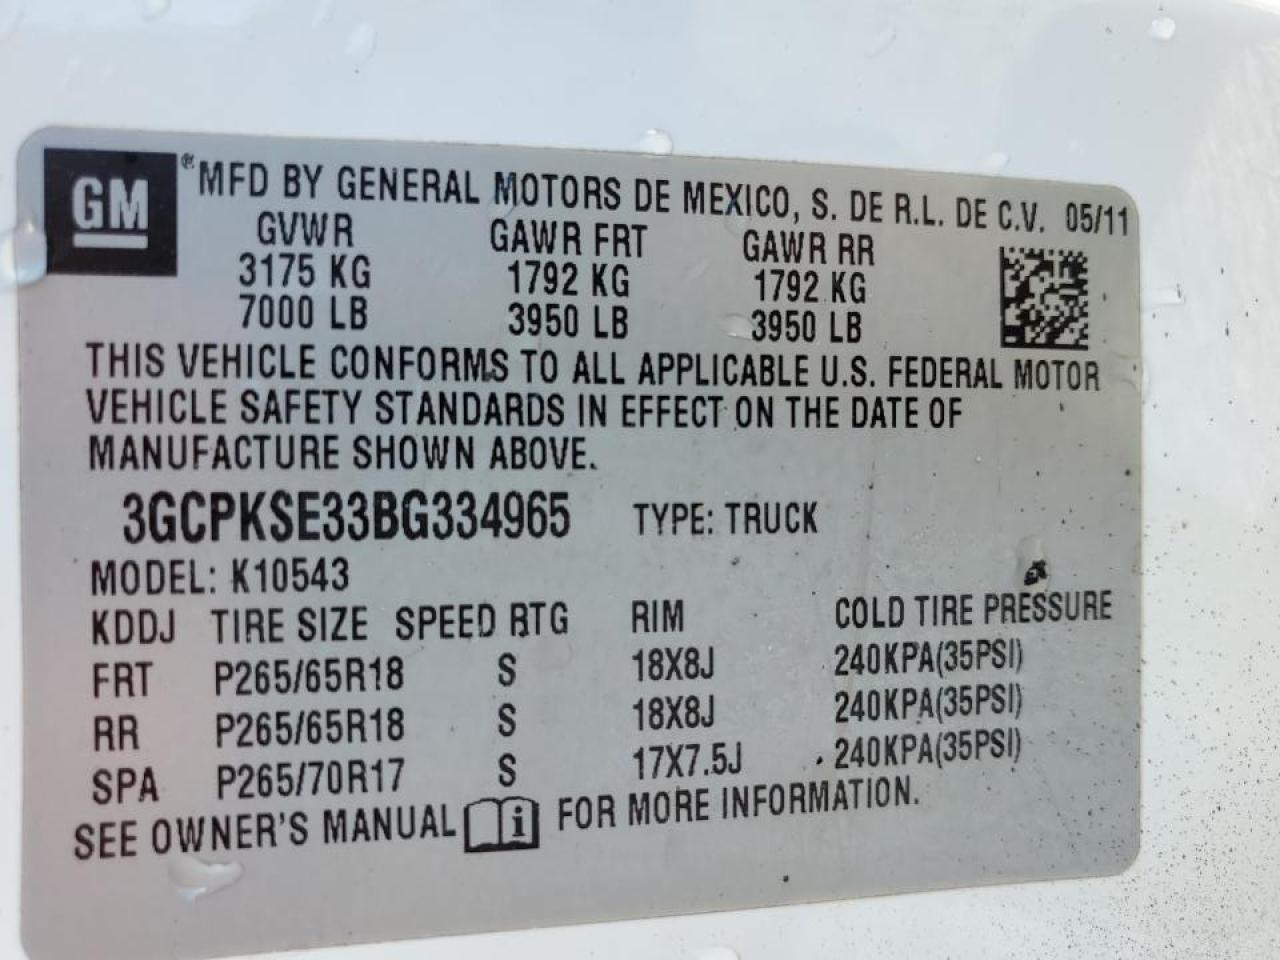 GM ® MFD BY GENERAL MOTORS DE MEXICO, S. DE R.L. DE C.V. 05/11
GVWR GAWR FRT GAWR RR
3175 KG 1792 KG 1792 KG
7000 LB 3950 LB 3950 LB
THIS VEHICLE CONFORMS TO ALL APPLICABLE U.S. FEDERAL MOTOR
VEHICLE SAFETY STANDARDS IN EFFECT ON THE DATE OF
MANUFACTURE SHOWN ABOVE.
3GCPKSE33BG334965 TYPE: TRUCK
MODEL: K10543
KDDJ TIRE SIZE SPEED RTG RIM COLD TIRE PRESSURE
FRT P265/65R18 S 18X8J 240KPA(35PSI)
RR P265/65R18 S 18X8J 240KPA(35PSI)
SPA P265/70R17 S 17X7.5J 240KPA(35PSI)
SEE OWNER'S MANUAL i FOR MORE INFORMATION.